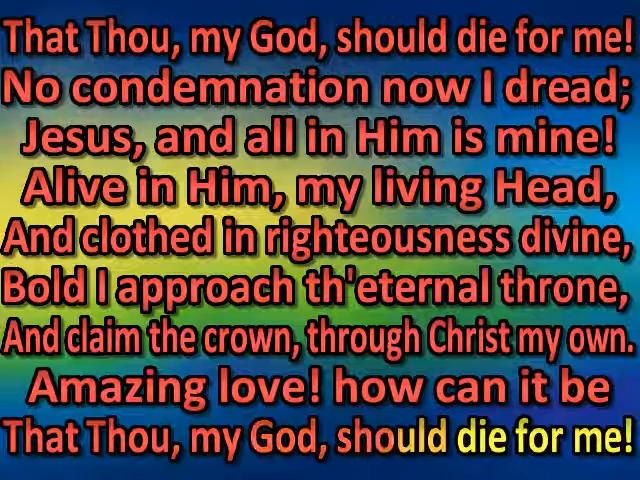 That Thou, my God, should die for me!
No condemnation now I dread;
Jesus, and all in Him is mine!
Alive in Him, my living Head,
And clothed in righteousness divine,
Bold I approach th'eternal throne,
And claim the crown, through Christ my own.
Amazing love! how can it be
That Thou, my God, should die for me!